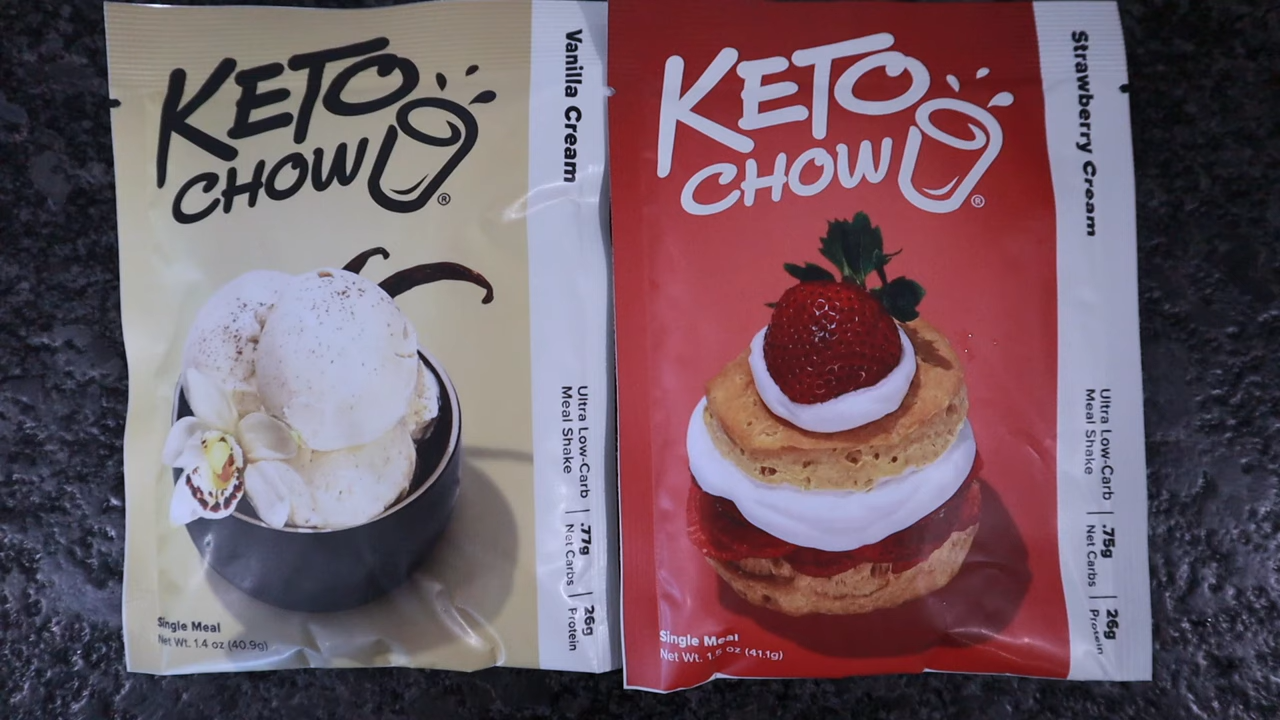 KETO
CHOW®
Vanilla Cream
Ultra Low-Carb
Meal Shake
.77g
Net Carbs
26g
Protein
Single Meal
Net Wt. 1.4 oz (40.9g)
KETO
CHOW®
Strawberry Cream
Ultra Low-Carb
Meal Shake
.75g
Net Carbs
26g
Protein
Single Meal
Net Wt. 1.5 oz (41.1g)